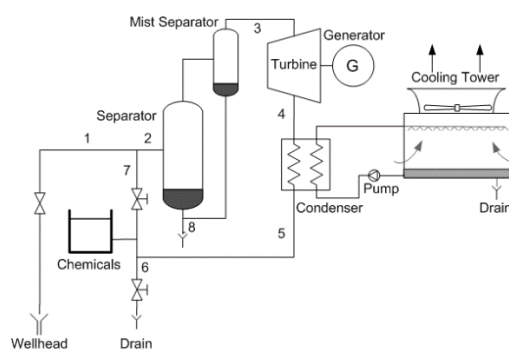 Mist Separator
3
Generator
Turbine
G
Cooling Tower
Separator
4
1
2
7
Pump
Condenser
Drain
8
5
Chemicals
6
Wellhead
Drain